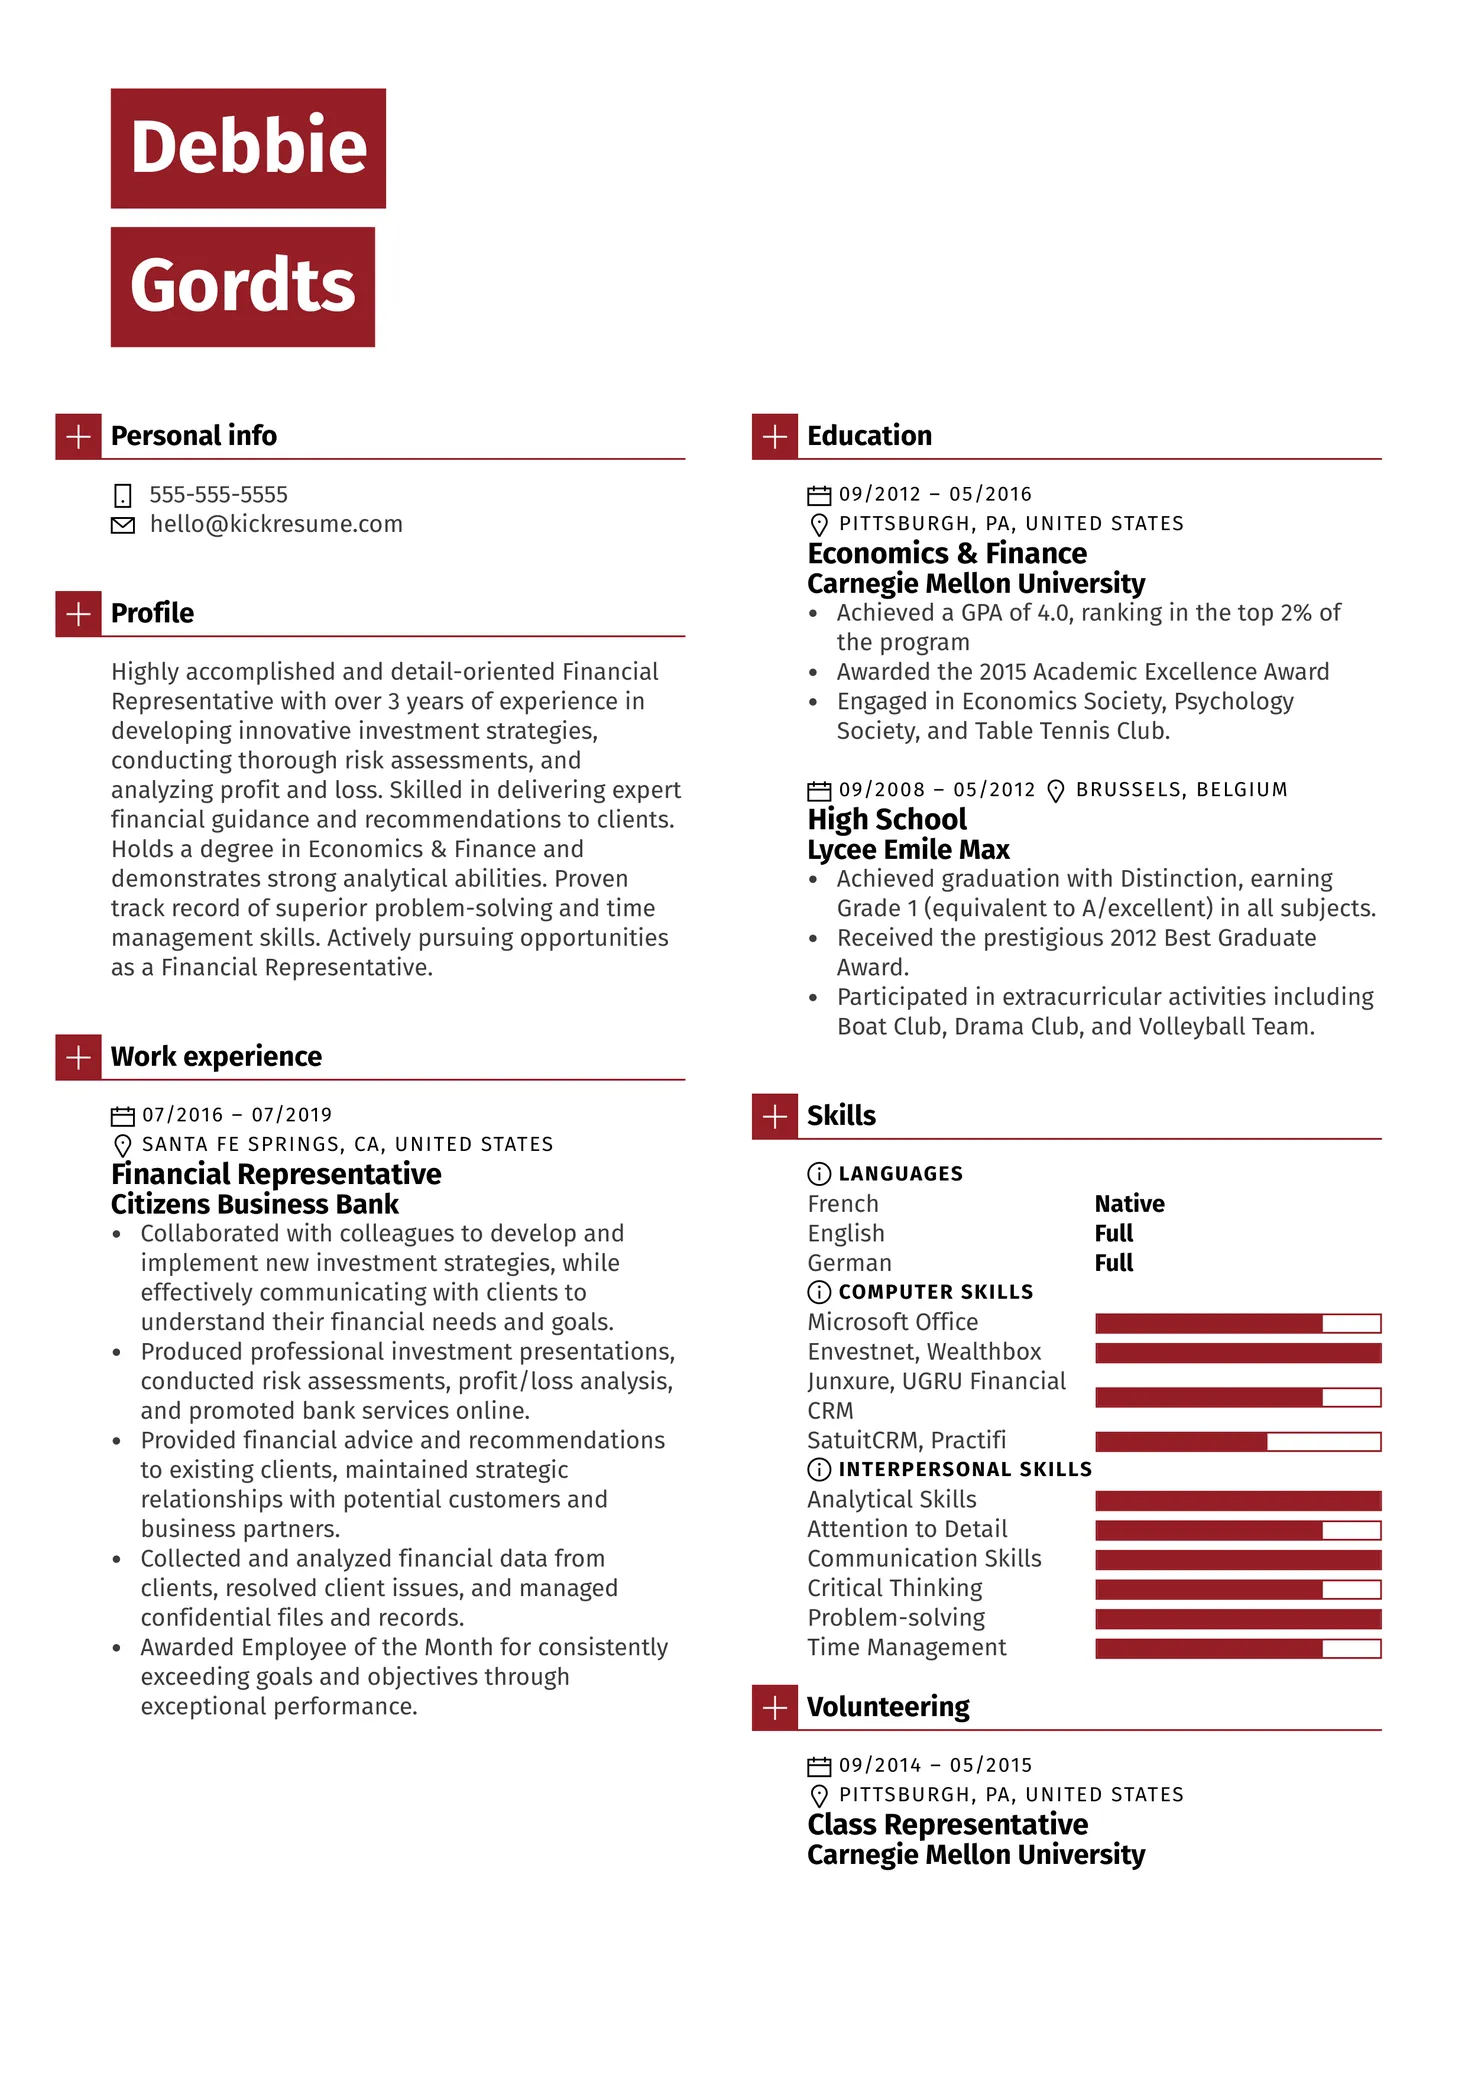 Debbie
Gordts
Personal info
555-555-5555
hello@kickresume.com
Profile
Highly accomplished and detail-oriented Financial
Representative with over 3 years of experience in
developing innovative investment strategies,
conducting thorough risk assessments, and
analyzing profit and loss. Skilled in delivering expert
financial guidance and recommendations to clients.
Holds a degree in Economics & Finance and
demonstrates strong analytical abilities. Proven
track record of superior problem-solving and time
management skills. Actively pursuing opportunities
as a Financial Representative.
Work experience
07/2016 – 07/2019
SANTA FE SPRINGS, CA, UNITED STATES
Financial Representative
Citizens Business Bank
• Collaborated with colleagues to develop and
implement new investment strategies, while
effectively communicating with clients to
understand their financial needs and goals.
• Produced professional investment presentations,
conducted risk assessments, profit/loss analysis,
and promoted bank services online.
• Provided financial advice and recommendations
to existing clients, maintained strategic
relationships with potential customers and
business partners.
• Collected and analyzed financial data from
clients, resolved client issues, and managed
confidential files and records.
• Awarded Employee of the Month for consistently
exceeding goals and objectives through
exceptional performance.
Education
09/2012 – 05/2016
PITTSBURGH, PA, UNITED STATES
Economics & Finance
Carnegie Mellon University
• Achieved a GPA of 4.0, ranking in the top 2% of
the program
• Awarded the 2015 Academic Excellence Award
• Engaged in Economics Society, Psychology
Society, and Table Tennis Club.
09/2008 – 05/2012 BRUSSELS, BELGIUM
High School
Lycee Emile Max
• Achieved graduation with Distinction, earning
Grade 1 (equivalent to A/excellent) in all subjects.
• Received the prestigious 2012 Best Graduate
Award.
• Participated in extracurricular activities including
Boat Club, Drama Club, and Volleyball Team.
Skills
LANGUAGES
French Native
English Full
German Full
COMPUTER SKILLS
Microsoft Office
Envestnet, Wealthbox
Junxure, UGRU Financial
CRM
SatuitCRM, Practifi
INTERPERSONAL SKILLS
Analytical Skills
Attention to Detail
Communication Skills
Critical Thinking
Problem-solving
Time Management
Volunteering
09/2014 – 05/2015
PITTSBURGH, PA, UNITED STATES
Class Representative
Carnegie Mellon University